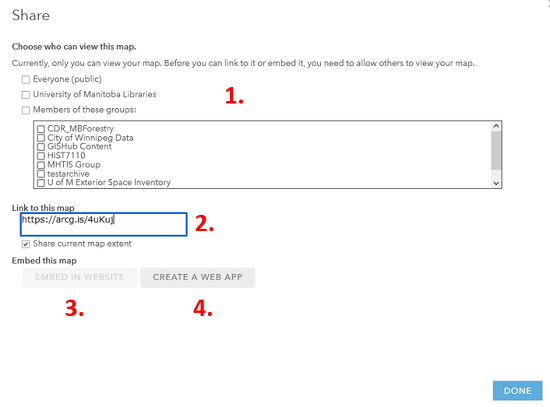 Share
Choose who can view this map.
Currently, only you can view your map. Before you can link to it or embed it, you need to allow others to view your map.
Everyone (public)
University of Manitoba Libraries
1.
Members of these groups:
CDR_MBForestry
City of Winnipeg Data
GISHub Content
HIST7110
MHTIS Group
testarchive
U of M Exterior Space Inventory
Link to this map
https://arcg.is/4uKuj
2.
Share current map extent
Embed this map
EMBED IN WEBSITE CREATE A WEB APP
3. 4.
DONE